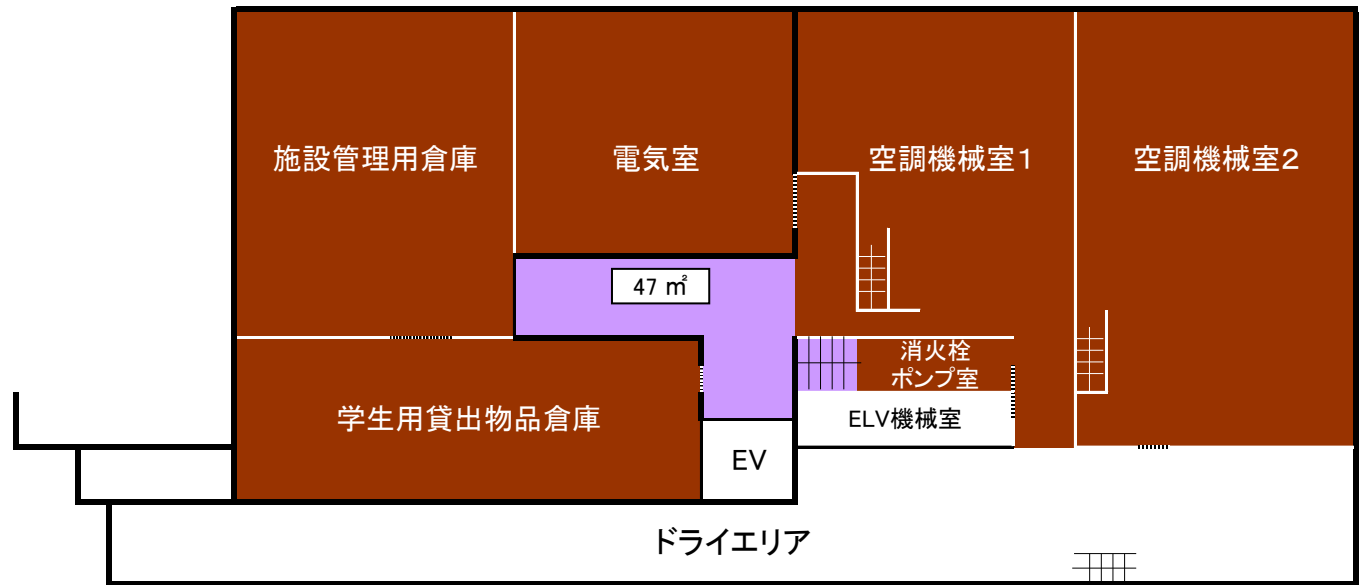 施設管理用倉庫
電気室
空調機械室1
空調機械室2
47 ㎡
消火栓
ポンプ室
学生用貸出物品倉庫
ELV機械室
EV
ドライエリア